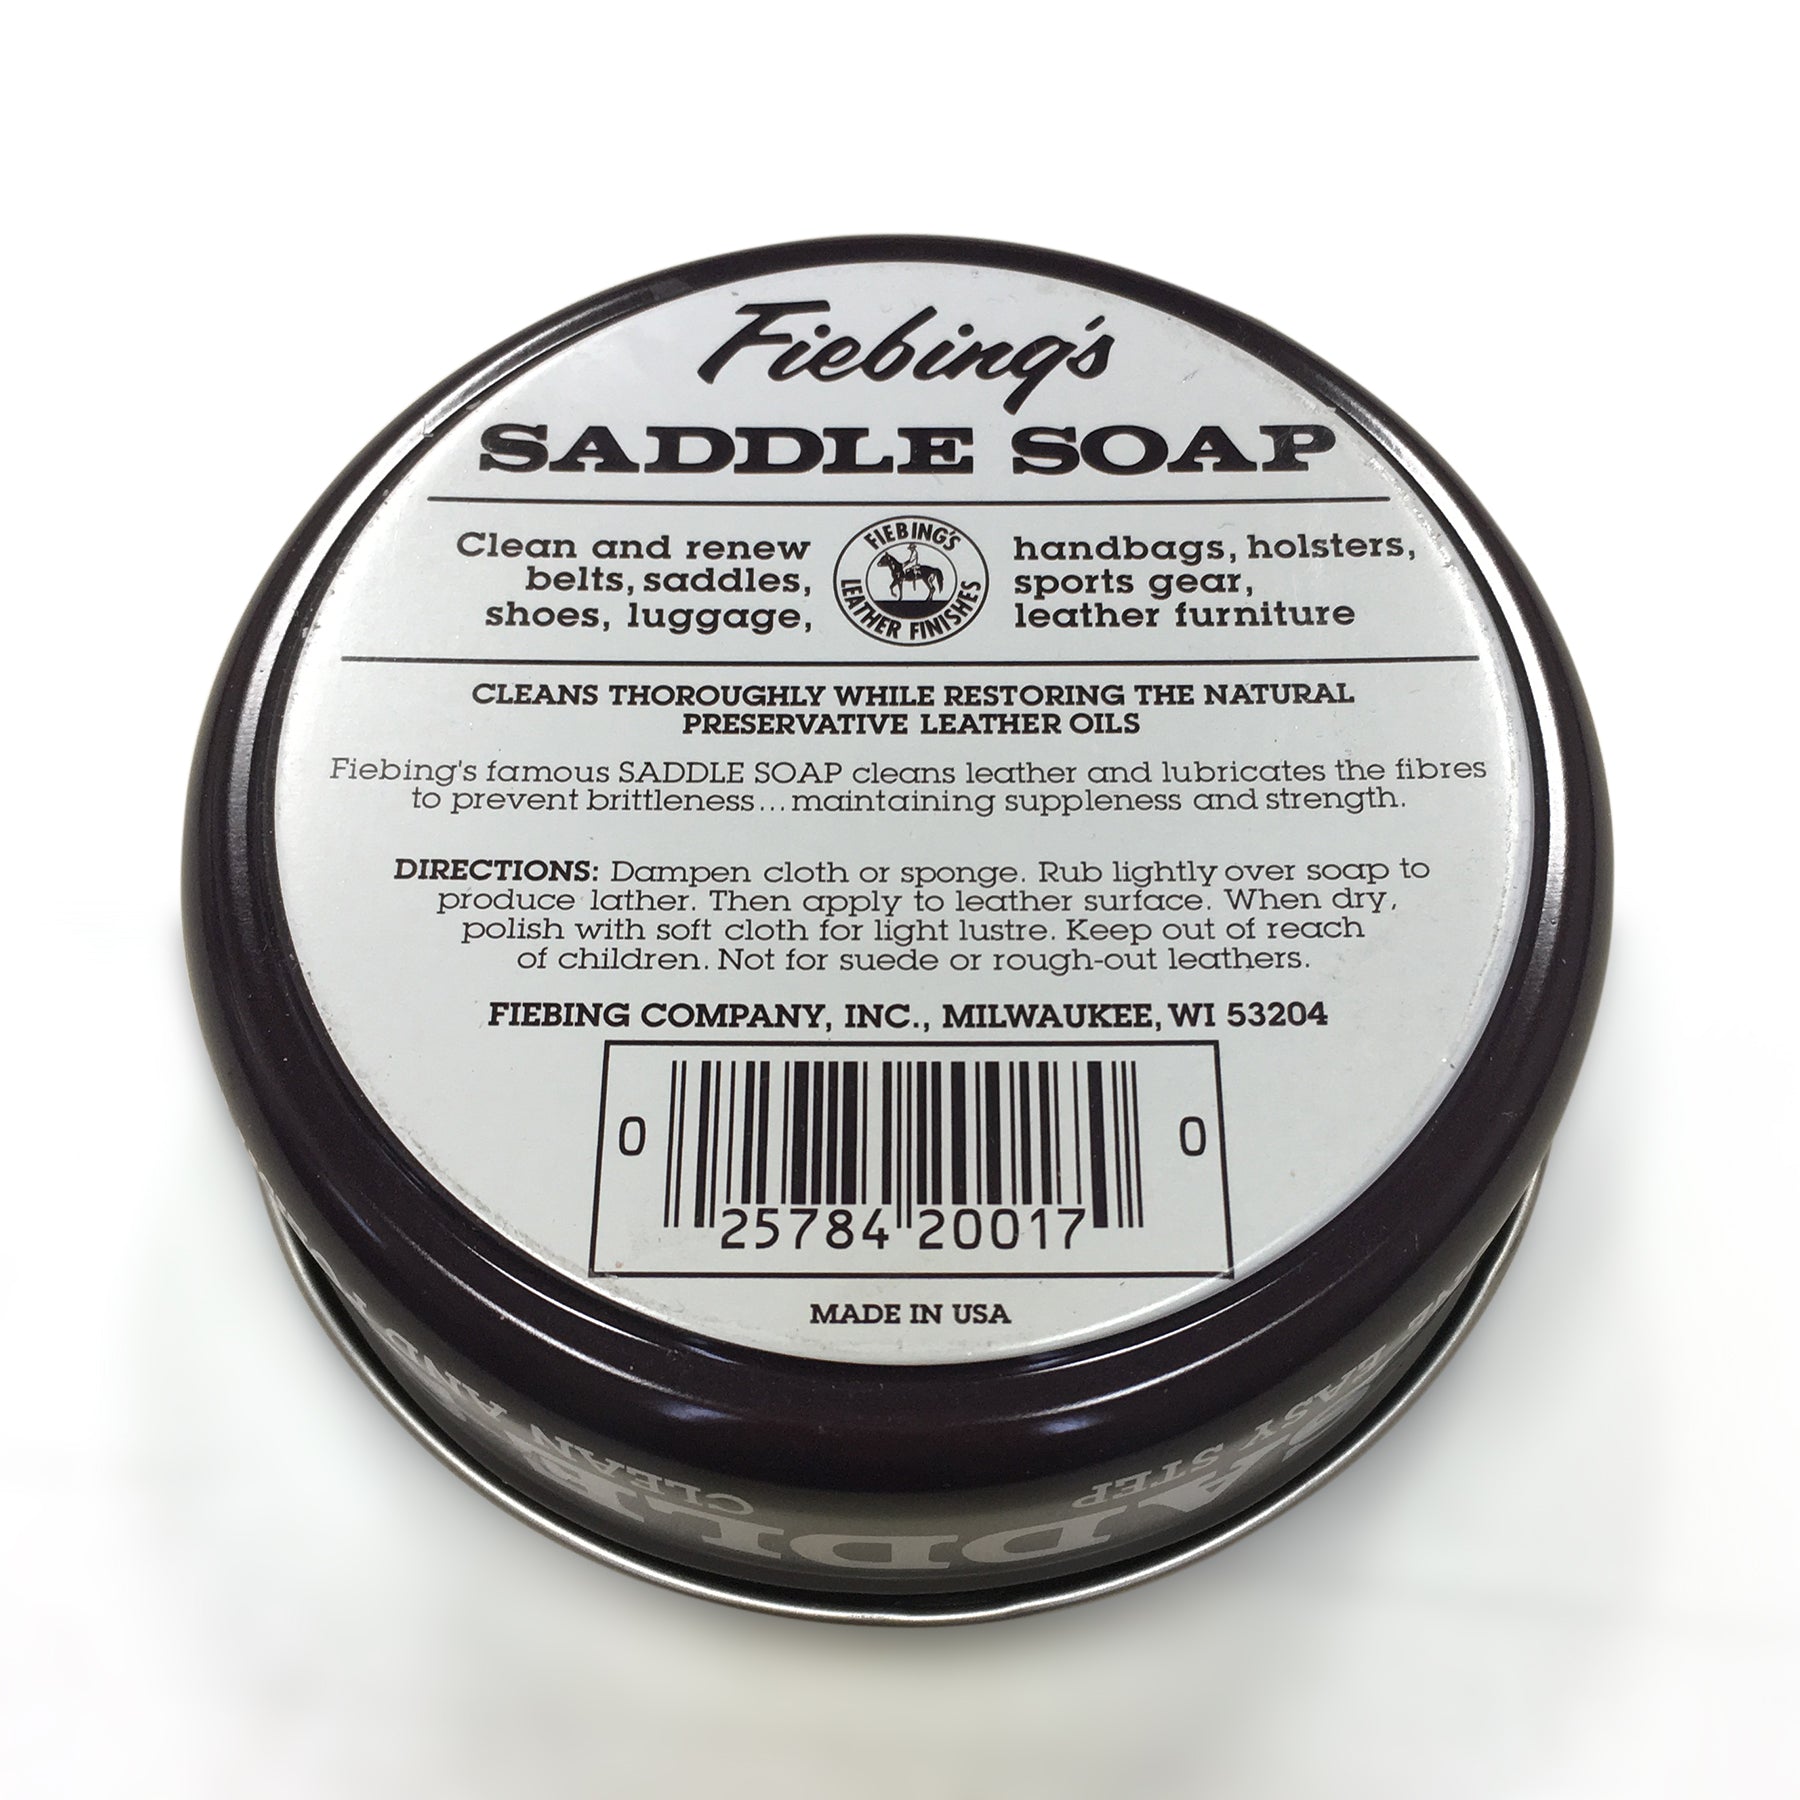 Fiebing's
SADDLE SOAP
Clean and renew
belts, saddles,
shoes, luggage,
FIEBING'S
LEATHER FINISHES
handbags, holsters,
sports gear,
leather furniture
CLEANS THOROUGHLY WHILE RESTORING THE NATURAL
PRESERVATIVE LEATHER OILS
Fiebing's famous SADDLE SOAP cleans leather and lubricates the fibres
to prevent brittleness...maintaining suppleness and strength.
DIRECTIONS: Dampen cloth or sponge. Rub lightly over soap to
produce lather. Then apply to leather surface. When dry,
polish with soft cloth for light lustre. Keep out of reach
of children. Not for suede or rough-out leathers.
FIEBING COMPANY, INC., MILWAUKEE, WI 53204
0 25784 20017 0
MADE IN USA
EASY STEP
CLEAN AND
SADDLE